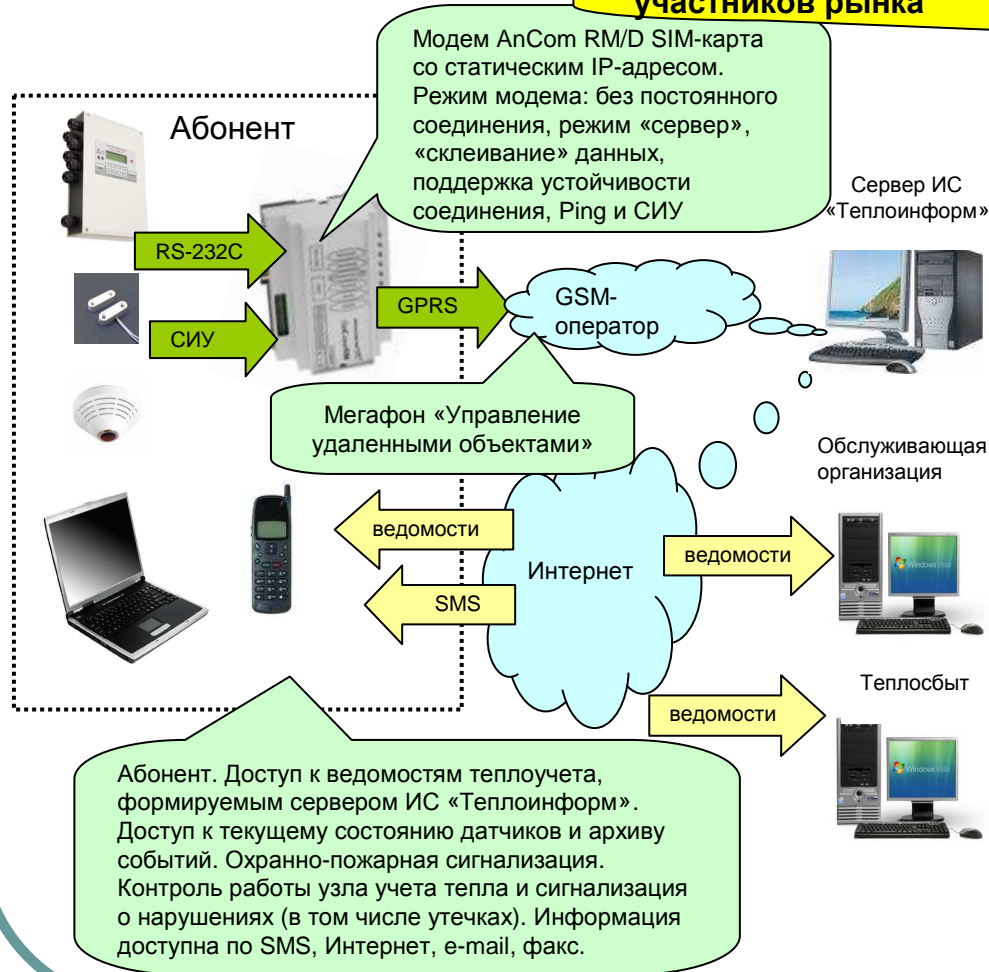 участников рынка
Модем AnCom RM/D SIM-карта
со статическим IP-адресом.
Режим модема: без постоянного
соединения, режим «сервер»,
«склеивание» данных,
поддержка устойчивости
соединения, Ping и СИУ
Абонент
Сервер ИС
«Теплоинформ»
RS-232C
GPRS
GSM-
оператор
СИУ
Мегафон «Управление
удаленными объектами»
Обслуживающая
организация
ведомости
SMS
Интернет
ведомости
WindowsVista
Теплосбыт
ведомости
WindowsVista
Абонент. Доступ к ведомостям теплоучета,
формируемым сервером ИС «Теплоинформ».
Доступ к текущему состоянию датчиков и архиву
событий. Охранно-пожарная сигнализация.
Контроль работы узла учета тепла и сигнализация
о нарушениях (в том числе утечках). Информация
доступна по SMS, Интернет, e-mail, факс.